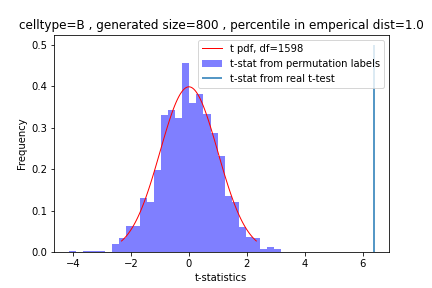 celltype=B , generated size=800 , percentile in emperical dist=1.0
t pdf, df=1598
t-stat from permutation labels
t-stat from real t-test
Frequency
0.5
0.4
0.3
0.2
0.1
0.0
−4
−2
0
2
4
6
t-statistics